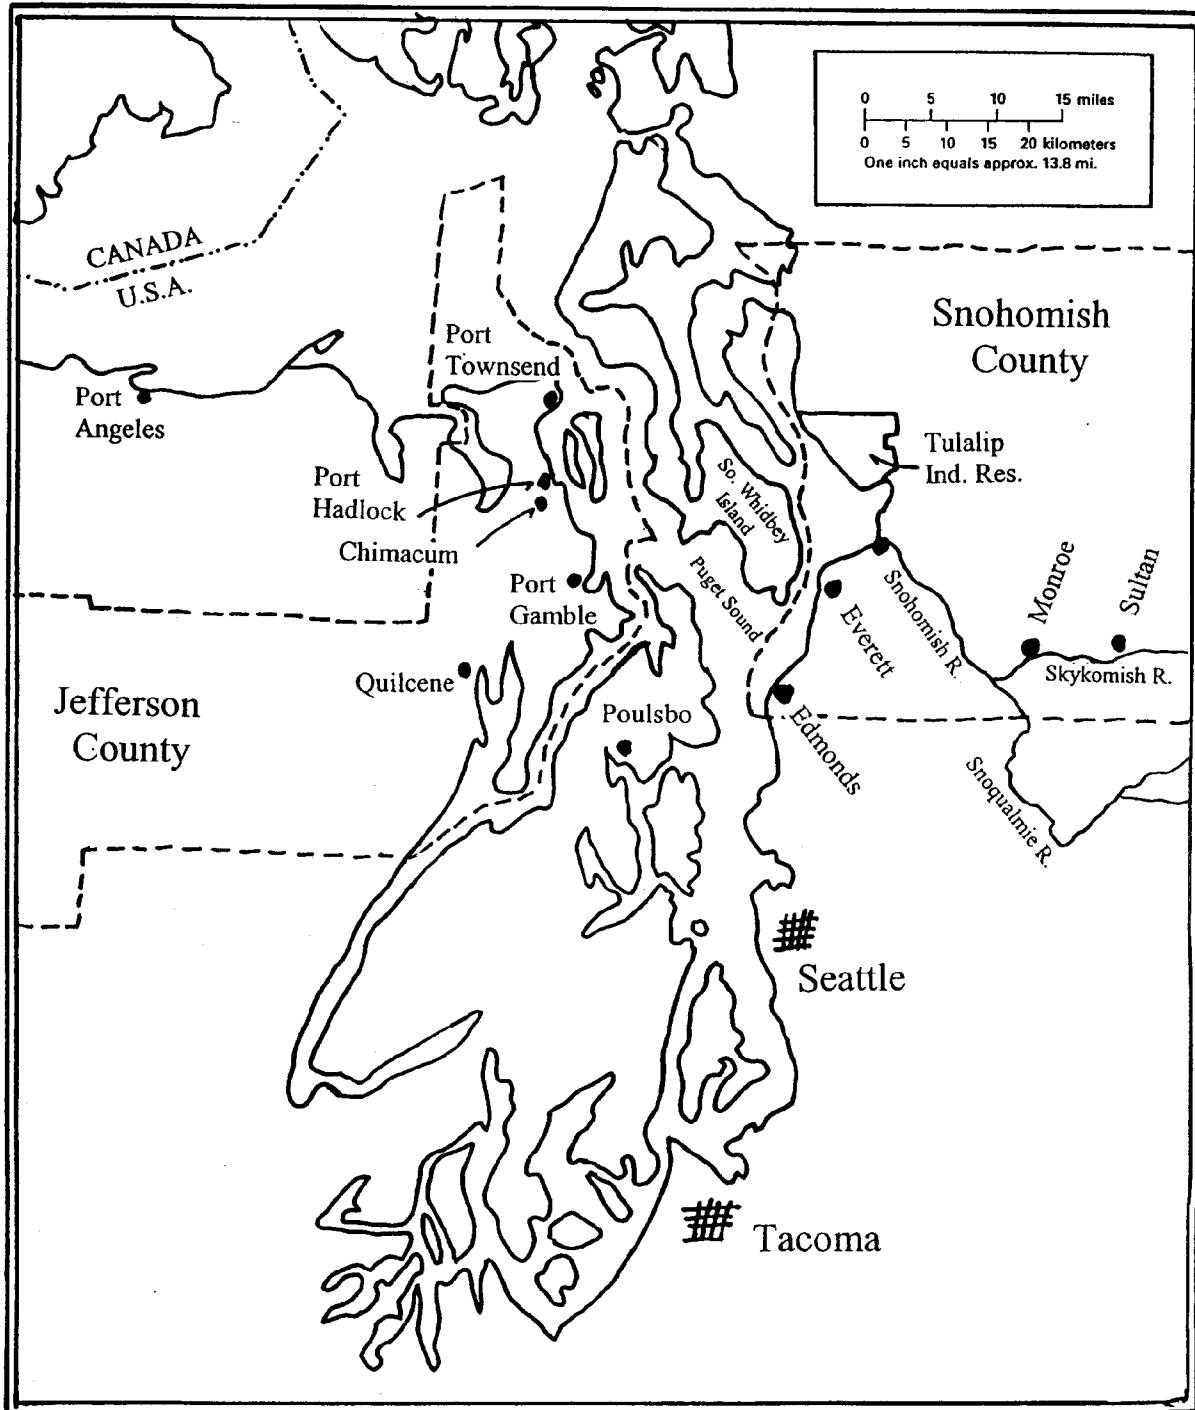 0 5 10 15 miles
0 5 10 15 20 kilometers
One inch equals approx. 13.8 mi.
CANADA
U.S.A.
Snohomish
County
Port
Townsend
Port
Angeles
Tulalip
Ind. Res.
Port
Hadlock
So. Whidbey
Island
Chimacum
Puget Sound
Port
Gamble
Snohomish R.
Monroe
Sultan
Everett
Skykomish R.
Quilcene
Jefferson
County
Poulsbo
Edmonds
Snoqualmie R.
Seattle
Tacoma